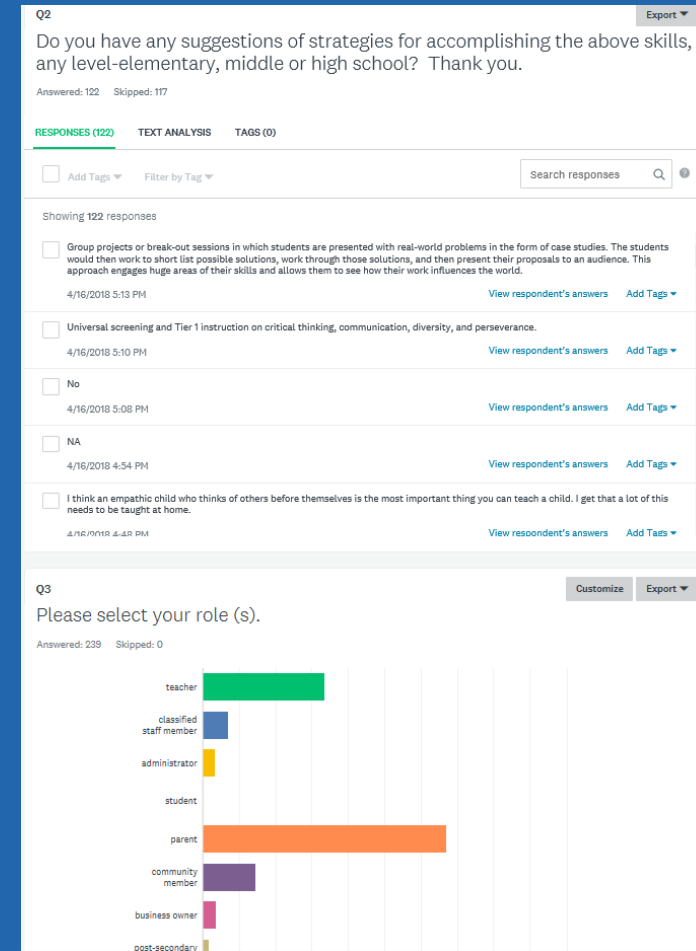 Q2
Export
Do you have any suggestions of strategies for accomplishing the above skills,
any level-elementary, middle or high school? Thank you.
Answered: 122 Skipped: 117
RESPONSES (122) TEXT ANALYSIS TAGS (0)
Add Tags Filter by Tag Search responses ?
Showing 122 responses
Group projects or break-out sessions in which students are presented with real-world problems in the form of case studies. The students
would then work to short list possible solutions, work through those solutions, and then present their proposals to an audience. This
approach engages huge areas of their skills and allows them to see how their work influences the world.
4/16/2018 5:13 PM View respondent's answers Add Tags
Universal screening and Tier 1 instruction on critical thinking, communication, diversity, and perseverance.
4/16/2018 5:10 PM View respondent's answers Add Tags
No
4/16/2018 5:08 PM View respondent's answers Add Tags
NA
4/16/2018 4:54 PM View respondent's answers Add Tags
I think an empathic child who thinks of others before themselves is the most important thing you can teach a child. I get that a lot of this
needs to be taught at home.
4/16/2018 4:48 PM View respondent's answers Add Tags
Q3
Customize Export
Please select your role (s).
Answered: 239 Skipped: 0
teacher
classified
staff member
administrator
student
parent
community
member
business owner
post-secondary